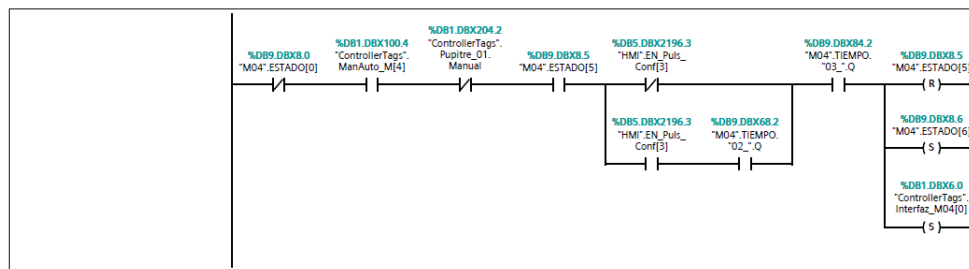 %DB9.DBX8.0
"M04".ESTADO[0]
%DB1.DBX100.4
"ControllerTags".
ManAuto_M[4]
%DB1.DBX204.2
"ControllerTags".
Pupitre_01.
Manual
%DB9.DBX8.5
"M04".ESTADO[5]
%DB5.DBX2196.3
"HMI".EN_Puls_
Conf[3]
%DB9.DBX84.2
"M04".TIEMPO.
"03_".Q
%DB9.DBX8.5
"M04".ESTADO[5]
R
%DB5.DBX2196.3
"HMI".EN_Puls_
Conf[3]
%DB9.DBX68.2
"M04".TIEMPO.
"02_".Q
%DB9.DBX8.6
"M04".ESTADO[6]
S
%DB1.DBX6.0
"ControllerTags".
Interfaz_M04[0]
S